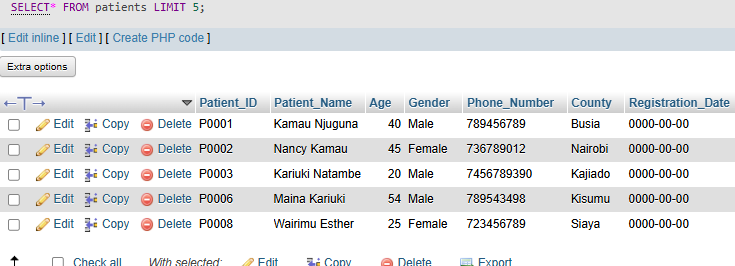 SELECT* FROM patients LIMIT 5;
[ Edit inline ] [ Edit ] [ Create PHP code ]
Extra options
←T→ Patient_ID Patient_Name Age Gender Phone_Number County Registration_Date
Edit Copy Delete P0001 Kamau Njuguna 40 Male 789456789 Busia 0000-00-00
Edit Copy Delete P0002 Nancy Kamau 45 Female 736789012 Nairobi 0000-00-00
Edit Copy Delete P0003 Kariuki Natambe 20 Male 7456789390 Kajiado 0000-00-00
Edit Copy Delete P0006 Maina Kariuki 54 Male 789543498 Kisumu 0000-00-00
Edit Copy Delete P0008 Wairimu Esther 25 Female 723456789 Siaya 0000-00-00
Check all With selected: Edit Copy Delete Export